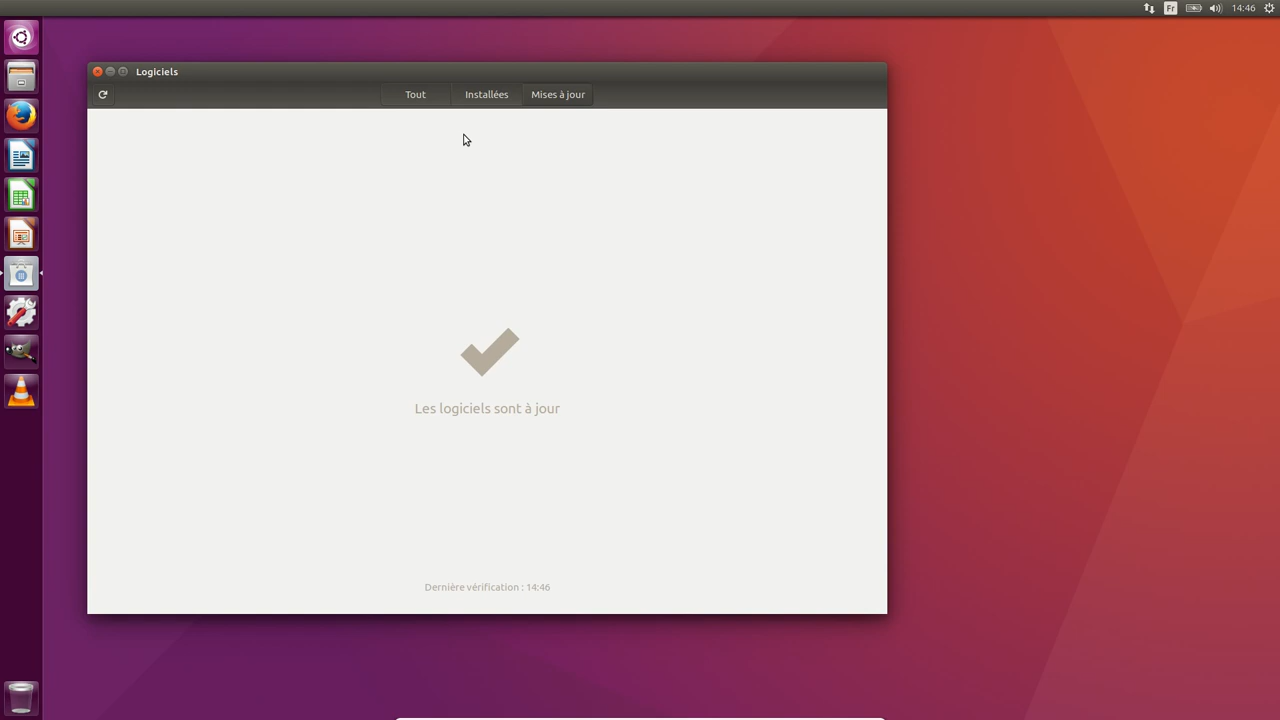 Fr
14:46
Logiciels
Tout
Installées
Mises à jour
Les logiciels sont à jour
Dernière vérification : 14:46